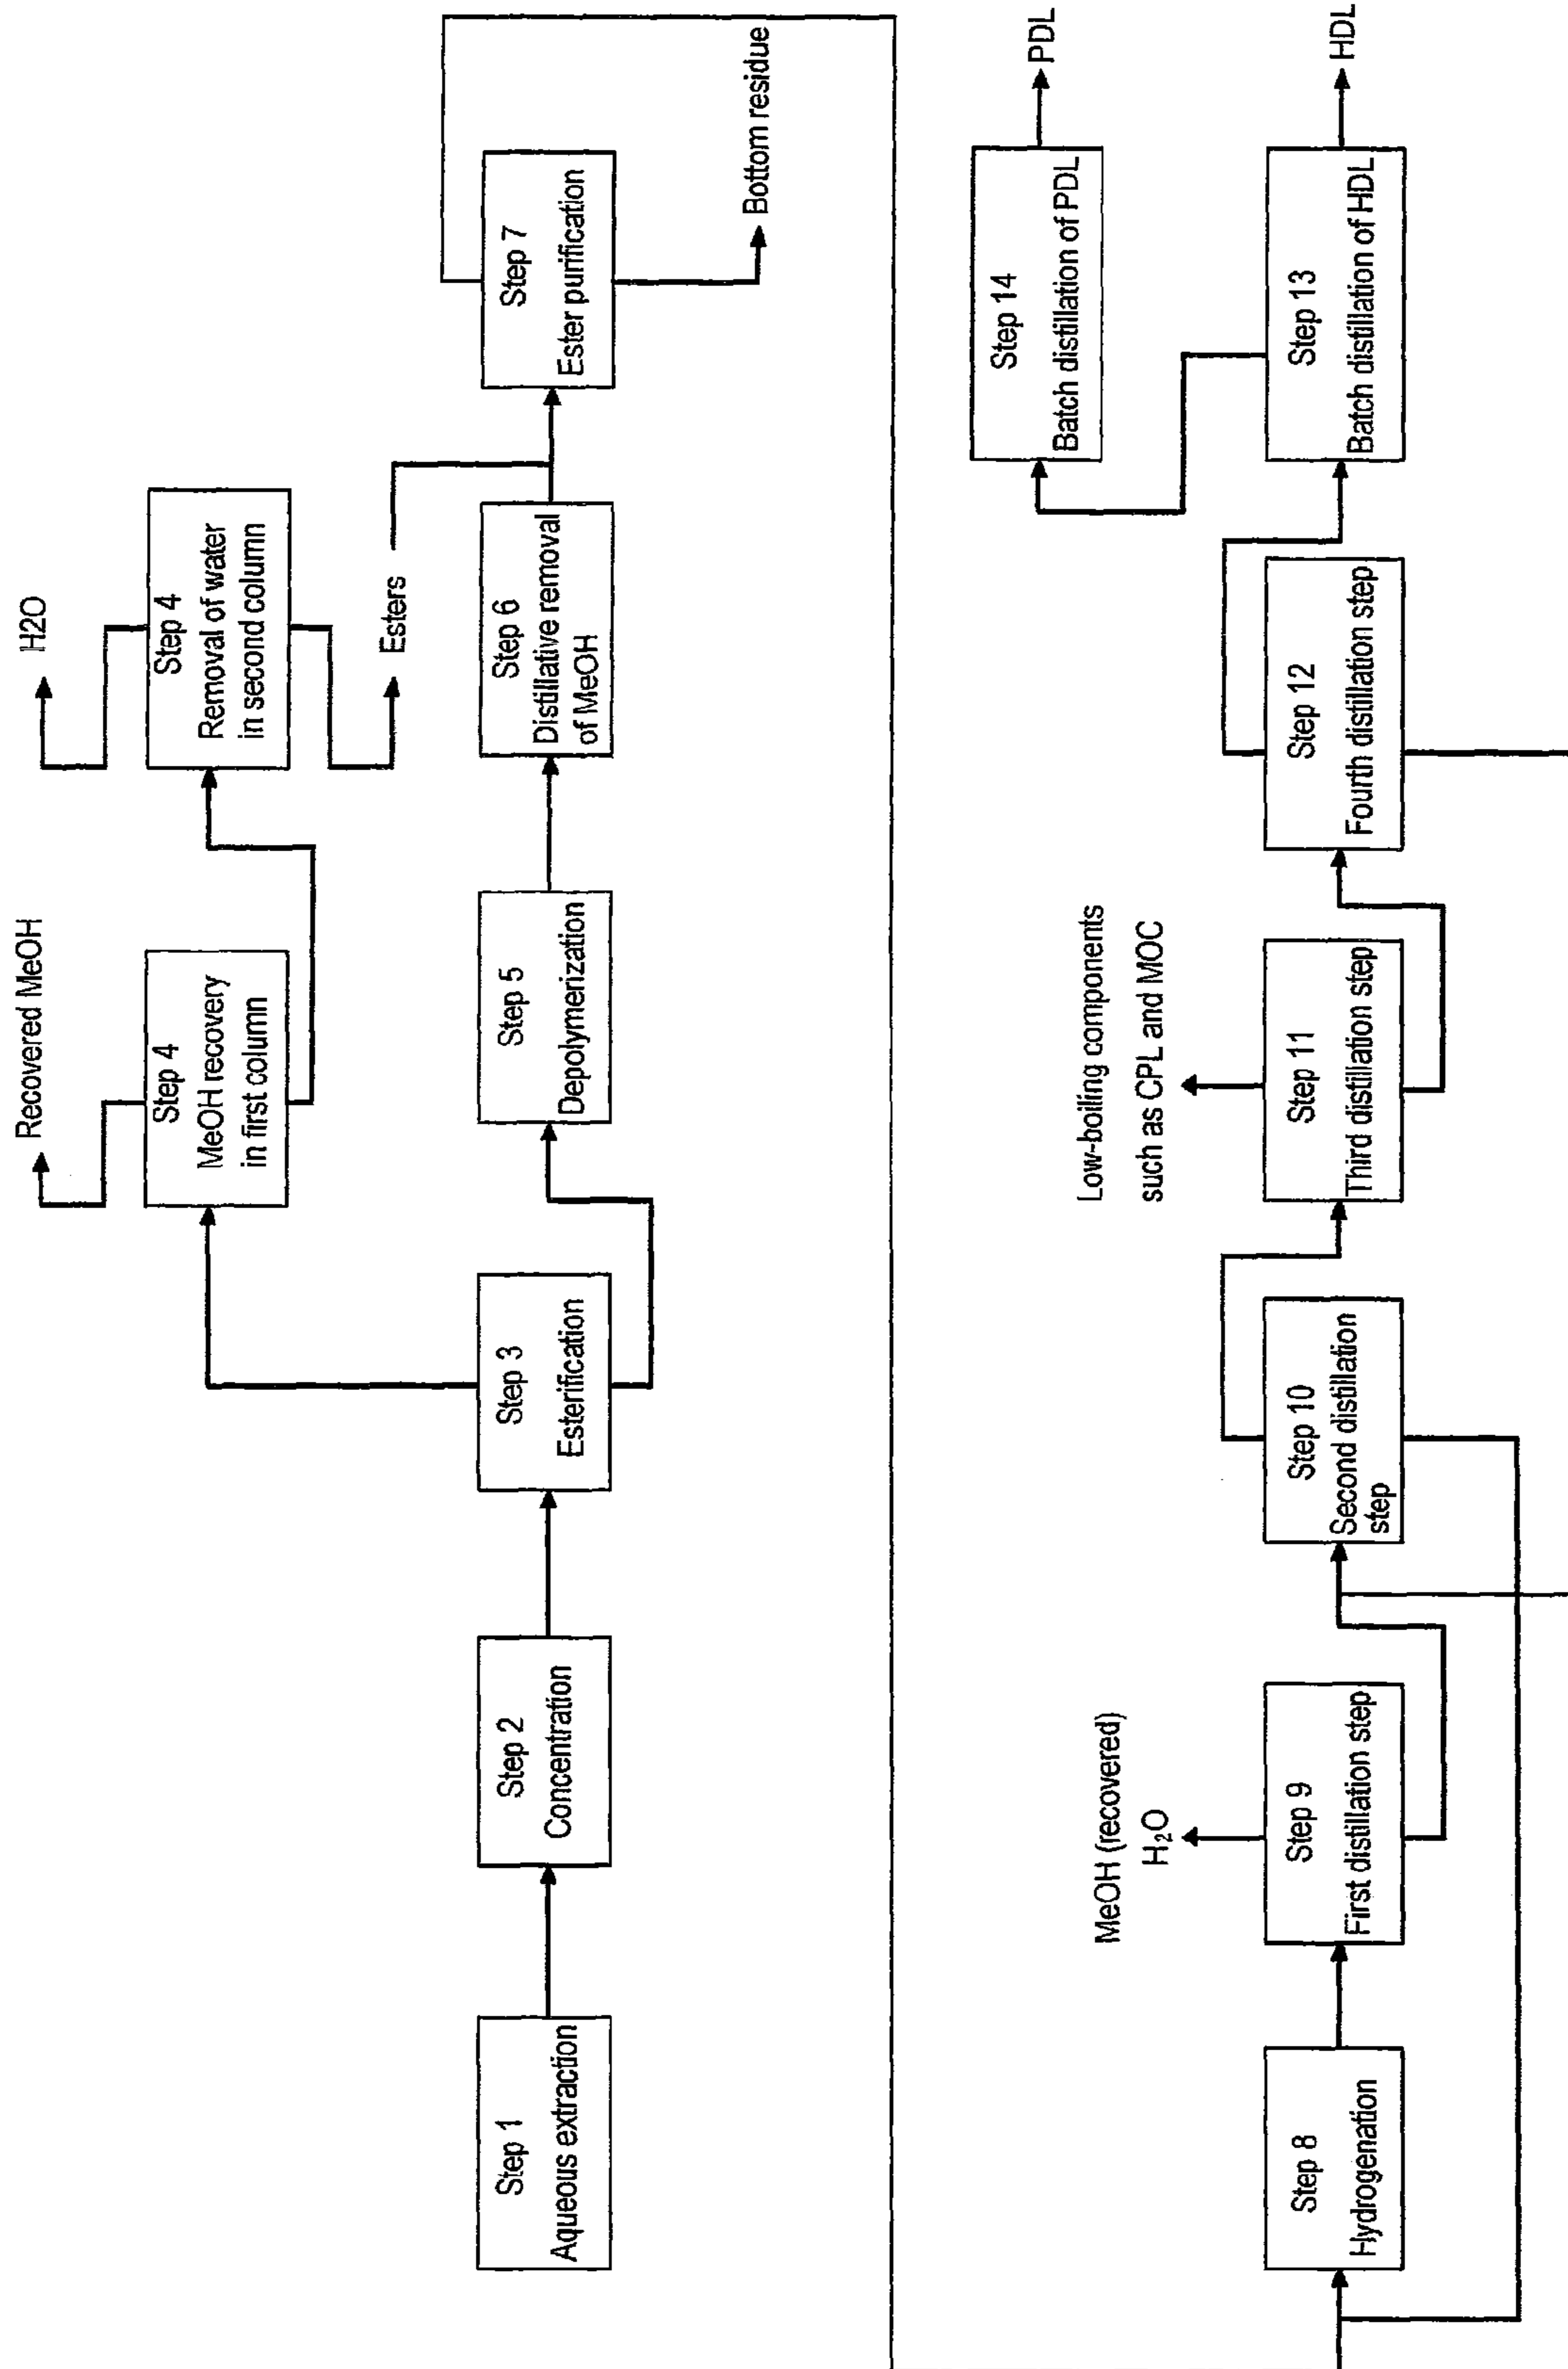 Step 1
Aqueous extraction
Step 2
Concentration
Step 3
Esterification
Recovered MeOH
Step 4
MeOH recovery
in first column
H2O
Step 4
Removal of water
in second column
Esters
Step 5
Depolymerization
Step 6
Distillative removal
of MeOH
Step 7
Ester purification
Bottom residue
Step 8
Hydrogenation
MeOH (recovered)
H₂O
Step 9
First distillation step
Step 10
Second distillation
step
Low-boiling components
such as CPL and MOC
Step 11
Third distillation step
Step 12
Fourth distillation step
Step 13
Batch distillation of HDL
HDL
Step 14
Batch distillation of PDL
PDL